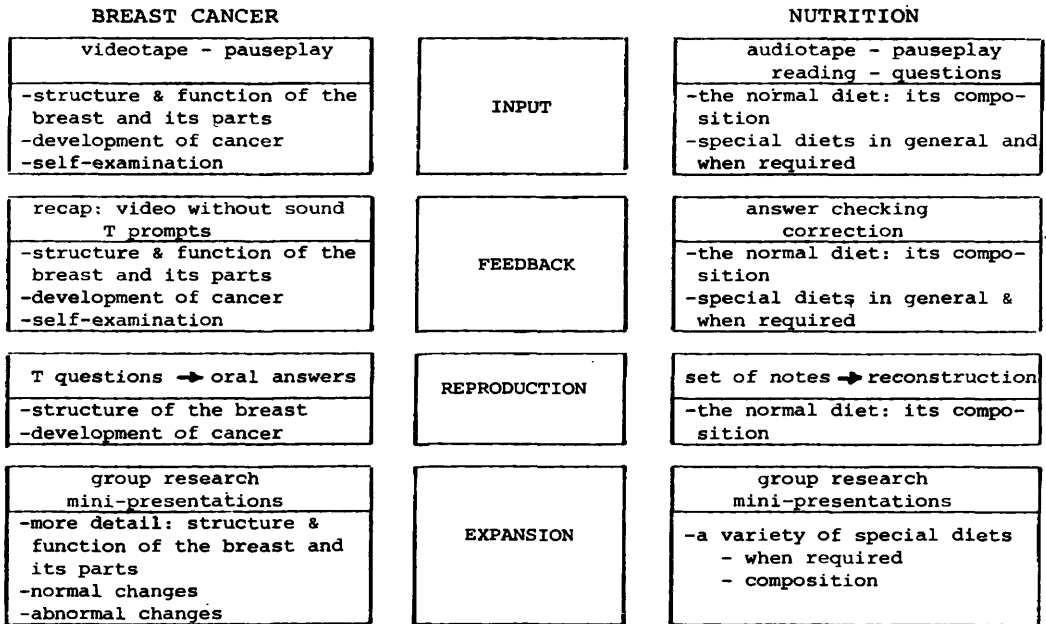 BREAST CANCER
NUTRITION
videotape - pauseplay
-structure & function of the
breast and its parts
-development of cancer
-self-examination
INPUT
audiotape - pauseplay
reading - questions
-the normal diet: its compo-
sition
-special diets in general and
when required
recap: video without sound
T prompts
-structure & function of the
breast and its parts
-development of cancer
-self-examination
FEEDBACK
answer checking
correction
-the normal diet: its compo-
sition
-special diets in general &
when required
T questions → oral answers
-structure of the breast
-development of cancer
REPRODUCTION
set of notes → reconstruction
-the normal diet: its compo-
sition
group research
mini-presentations
-more detail: structure &
function of the breast and
its parts
-normal changes
-abnormal changes
EXPANSION
group research
mini-presentations
-a variety of special diets
- when required
- composition